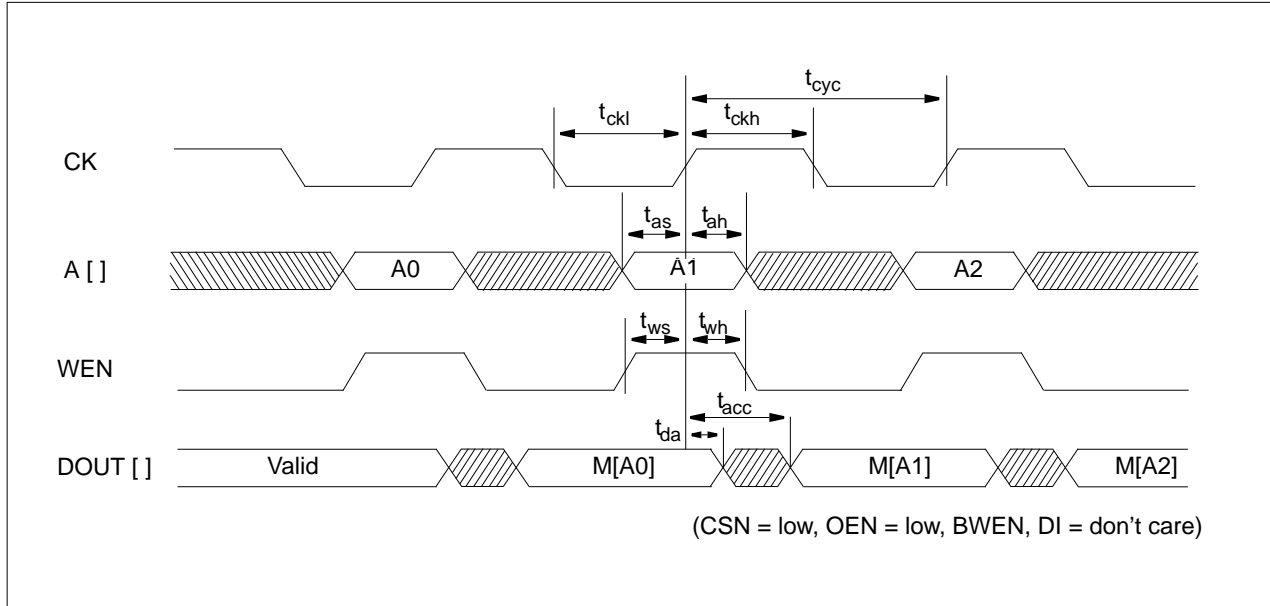 tcyc
tckl
tckh
CK
tas
tah
A [ ]
A0
A1
A2
tws
twh
WEN
tacc
tda
DOUT [ ]
Valid
M[A0]
M[A1]
M[A2]
(CSN = low, OEN = low, BWEN, DI = don't care)